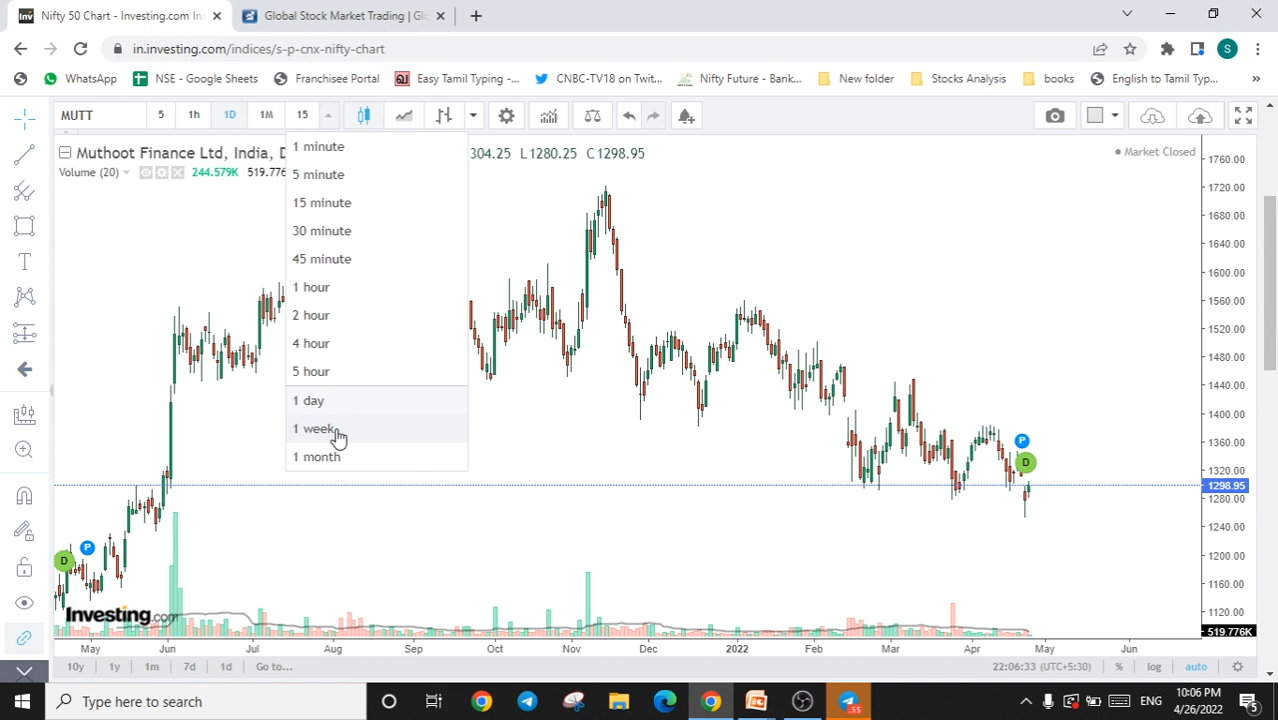 Nifty 50 Chart - Investing.com In
Global Stock Market Trading | Gl
in.investing.com/indices/s-p-cnx-nifty-chart
S
WhatsApp
NSE - Google Sheets
Franchisee Portal
Easy Tamil Typing -...
CNBC-TV18 on Twit...
Nifty Future - Bank...
New folder
Stocks Analysis
books
English to Tamil Typ...
MUTT 5 1h 1D 1M 15
Muthoot Finance Ltd, India, D 304.25 L1280.25 C1298.95
Market Closed
Volume (20) 244.579K 519.776
1 minute
5 minute
15 minute
30 minute
45 minute
1 hour
2 hour
4 hour
5 hour
1 day
1 week
1 month
1760.00
1720.00
1680.00
1640.00
1600.00
1560.00
1520.00
1480.00
1440.00
1400.00
1360.00
1320.00
1298.95
1280.00
1240.00
1200.00
1160.00
1120.00
519.776K
P
D
D
P
Investing.com
May Jun Jul Aug Sep Oct Nov Dec 2022 Feb Mar Apr May Jun
10y 1y 1m 7d 1d Go to... 22:06:33 (UTC+5:30) % log auto
Type here to search
55
ENG
10:06 PM
4/26/2022
5